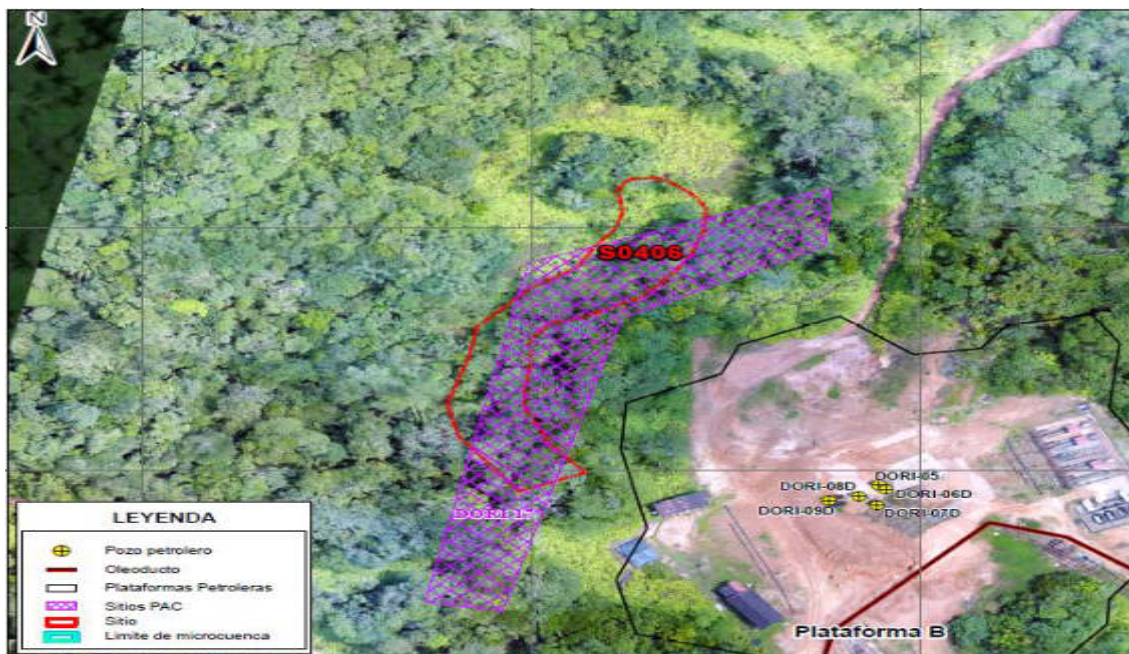 N
S0406
DORI-05
DORI-08D
DORI-06D
DORI-09D
DORI-07D
Plataforma B
LEYENDA
Pozo petrolero
Oleoducto
Plataformas Petroleras
Sitios PAC
Sitio
Limite de microcuenca